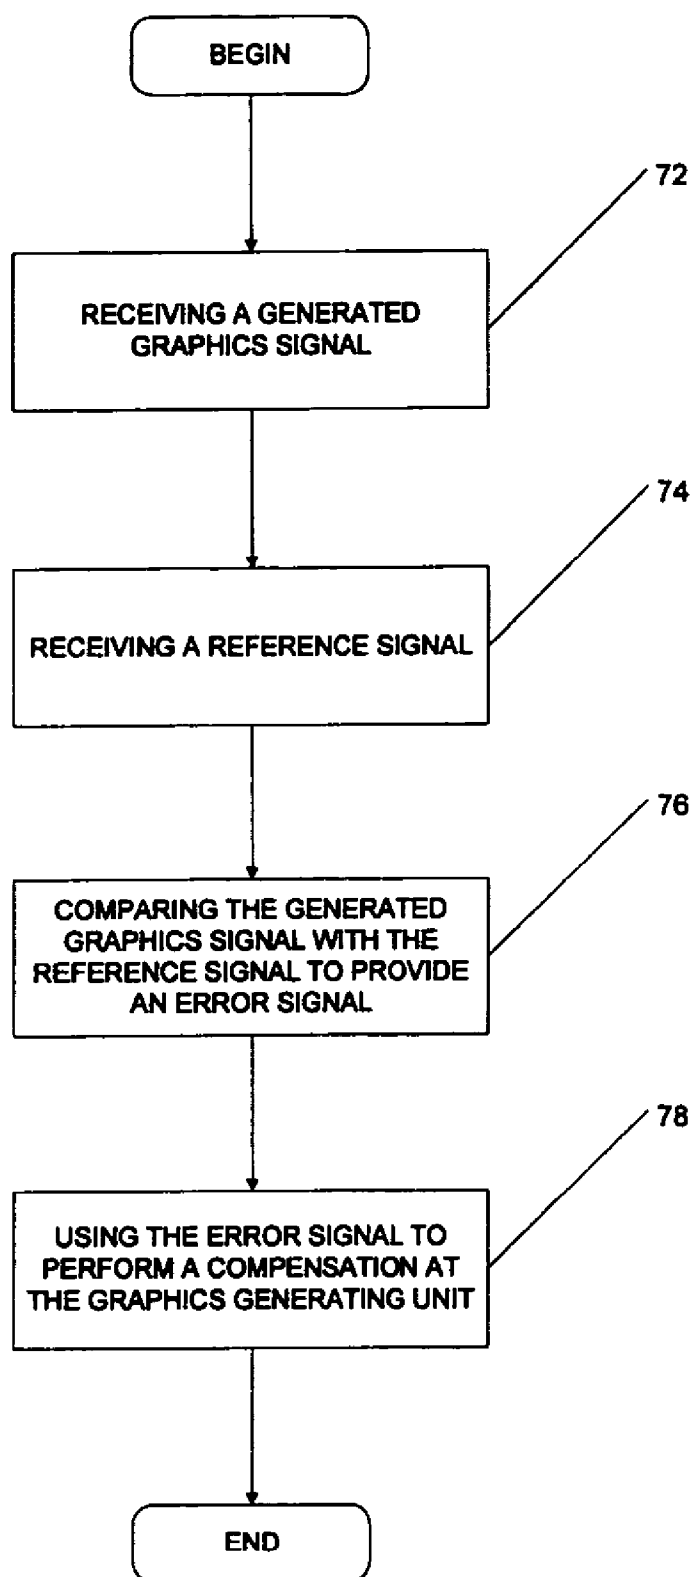 BEGIN
72
RECEIVING A GENERATED
GRAPHICS SIGNAL
74
RECEIVING A REFERENCE SIGNAL
76
COMPARING THE GENERATED
GRAPHICS SIGNAL WITH THE
REFERENCE SIGNAL TO PROVIDE
AN ERROR SIGNAL
78
USING THE ERROR SIGNAL TO
PERFORM A COMPENSATION AT
THE GRAPHICS GENERATING UNIT
END